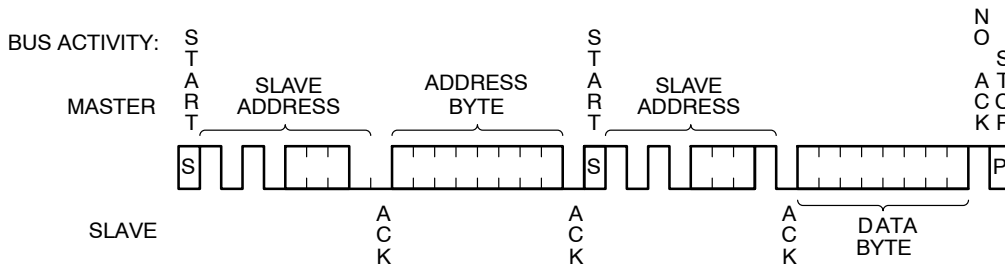 BUS ACTIVITY:
MASTER
START
SLAVE
ADDRESS
ADDRESS
BYTE
START
SLAVE
ADDRESS
NO ACK
STOP
S
S
P
SLAVE
ACK
ACK
ACK
DATA
BYTE